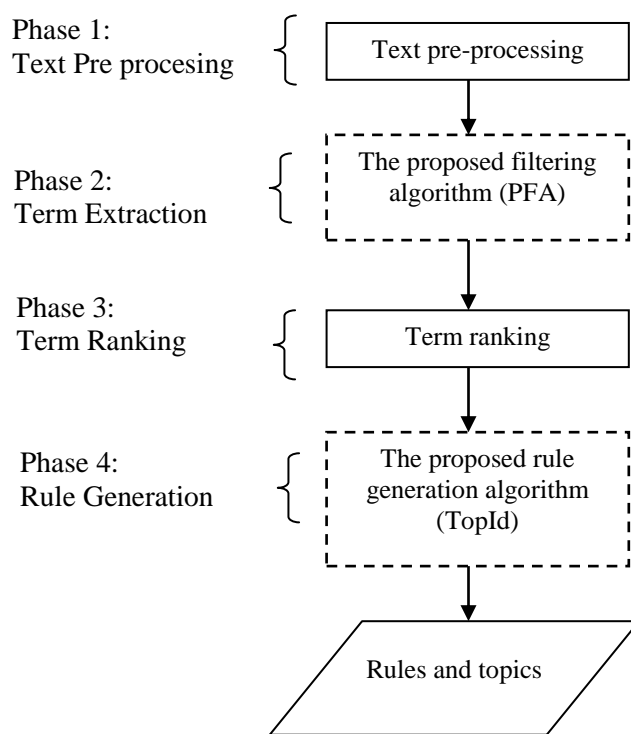 Phase 1:
Text Pre procesing
Text pre-processing
Phase 2:
Term Extraction
The proposed filtering
algorithm (PFA)
Phase 3:
Term Ranking
Term ranking
Phase 4:
Rule Generation
The proposed rule
generation algorithm
(TopId)
Rules and topics